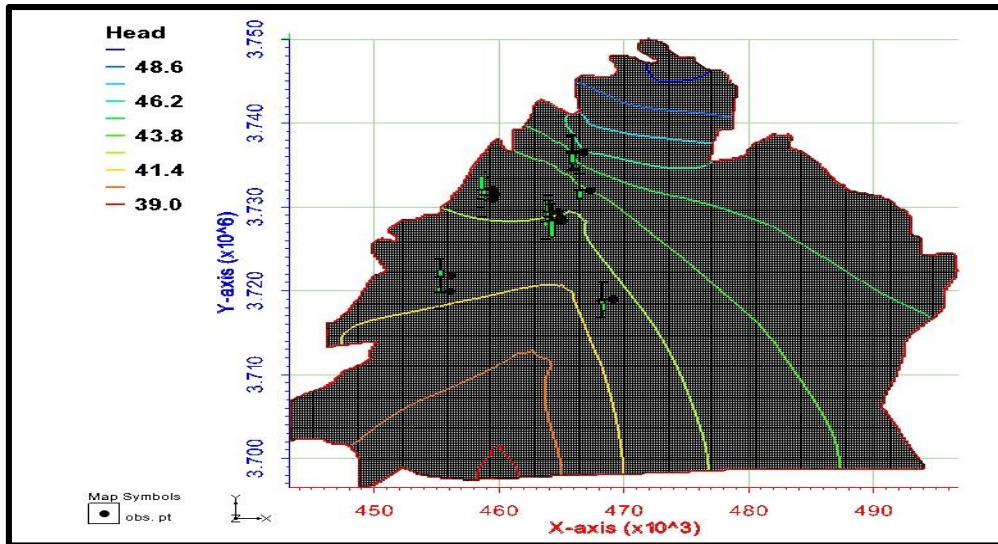 Head
48.6
46.2
43.8
41.4
39.0
3.750
3.740
3.730
3.720
3.710
3.700
Y-axis (x10^6)
450 460 470 480 490
X-axis (x10^3)
Map Symbols
obs. pt
Y
Z X